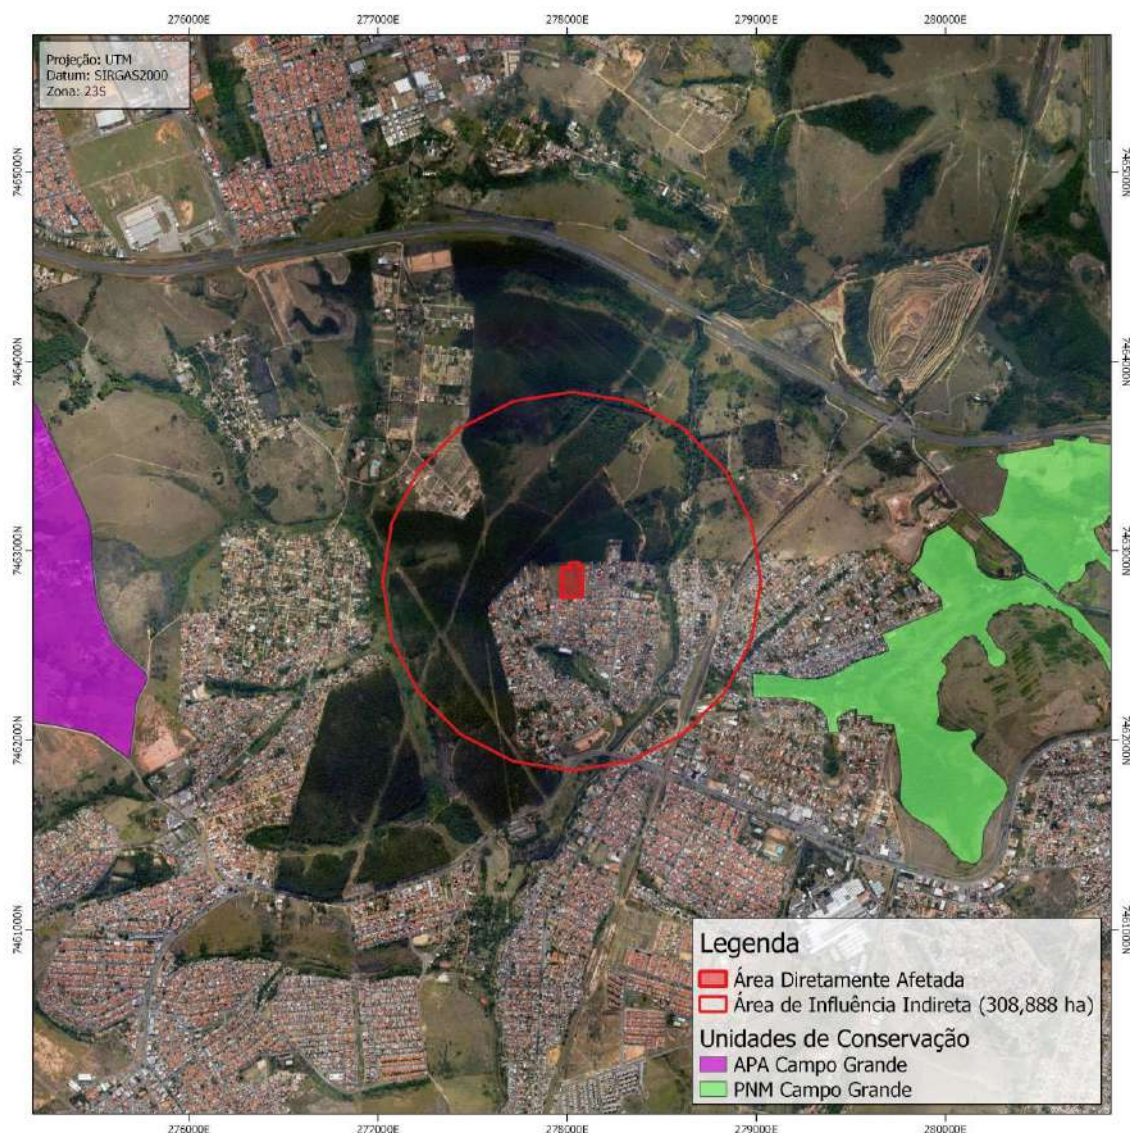 276000E 277000E 278000E 279000E 280000E
Projeção: UTM
Datum: SIRGAS2000
Zona: 23S
7465000N 7465000N
7464000N 7464000N
7463000N 7463000N
7462000N 7462000N
7461000N 7461000N
Legenda
Área Diretamente Afetada
Área de Influência Indireta (308,888 ha)
Unidades de Conservação
APA Campo Grande
PNM Campo Grande
276000E 277000E 278000E 279000E 280000E